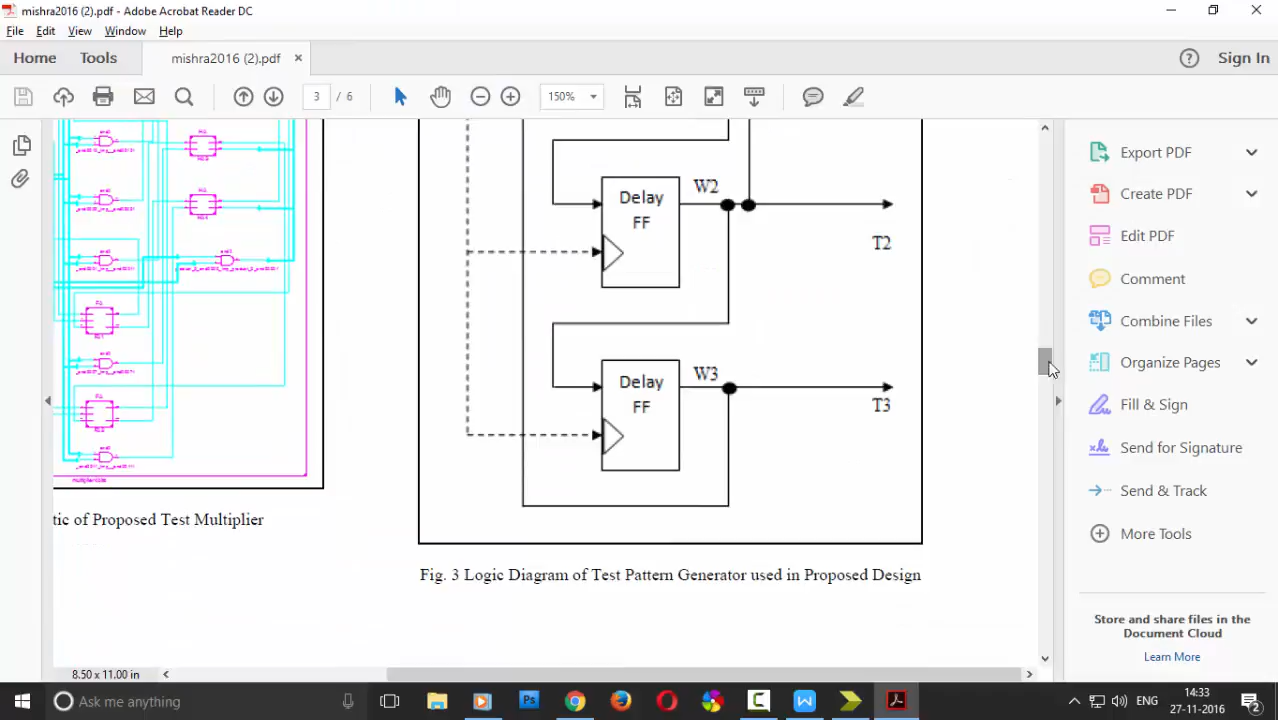 mishra2016 (2).pdf - Adobe Acrobat Reader DC
File Edit View Window Help
Home Tools mishra2016 (2).pdf × Sign In
3 / 6 150%
Delay
FF
W2
T2
Delay
FF
W3
T3
tic of Proposed Test Multiplier
Fig. 3 Logic Diagram of Test Pattern Generator used in Proposed Design
8.50 x 11.00 in
Export PDF
Create PDF
Edit PDF
Comment
Combine Files
Organize Pages
Fill & Sign
Send for Signature
Send & Track
More Tools
Store and share files in the
Document Cloud
Learn More
Ask me anything
ENG
14:33
27-11-2016